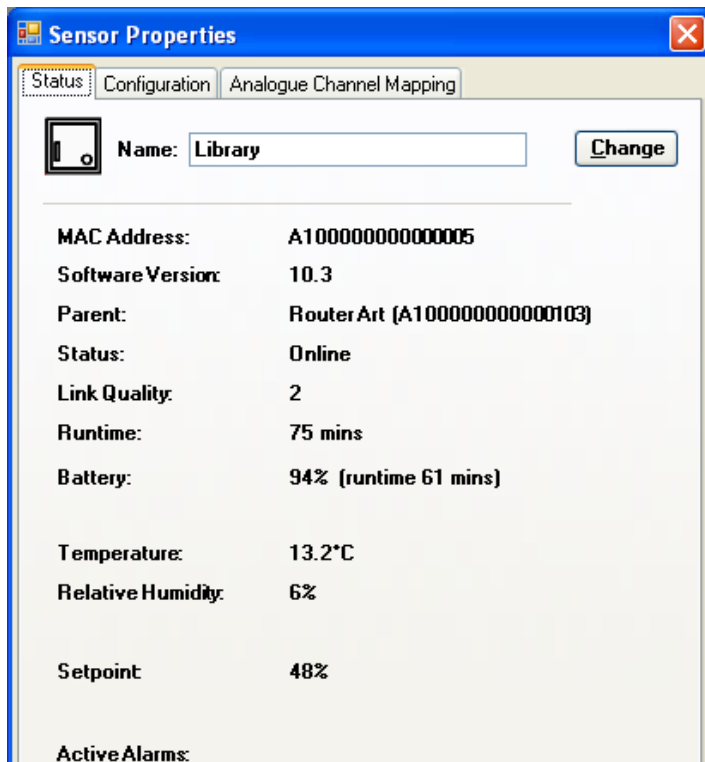 Sensor Properties
Status Configuration Analogue Channel Mapping
Name: Library Change
MAC Address: A100000000000005
Software Version: 10.3
Parent: Router Art (A100000000000103)
Status: Online
Link Quality: 2
Runtime: 75 mins
Battery: 94% (runtime 61 mins)
Temperature: 13.2°C
Relative Humidity: 6%
Setpoint: 48%
Active Alarms: